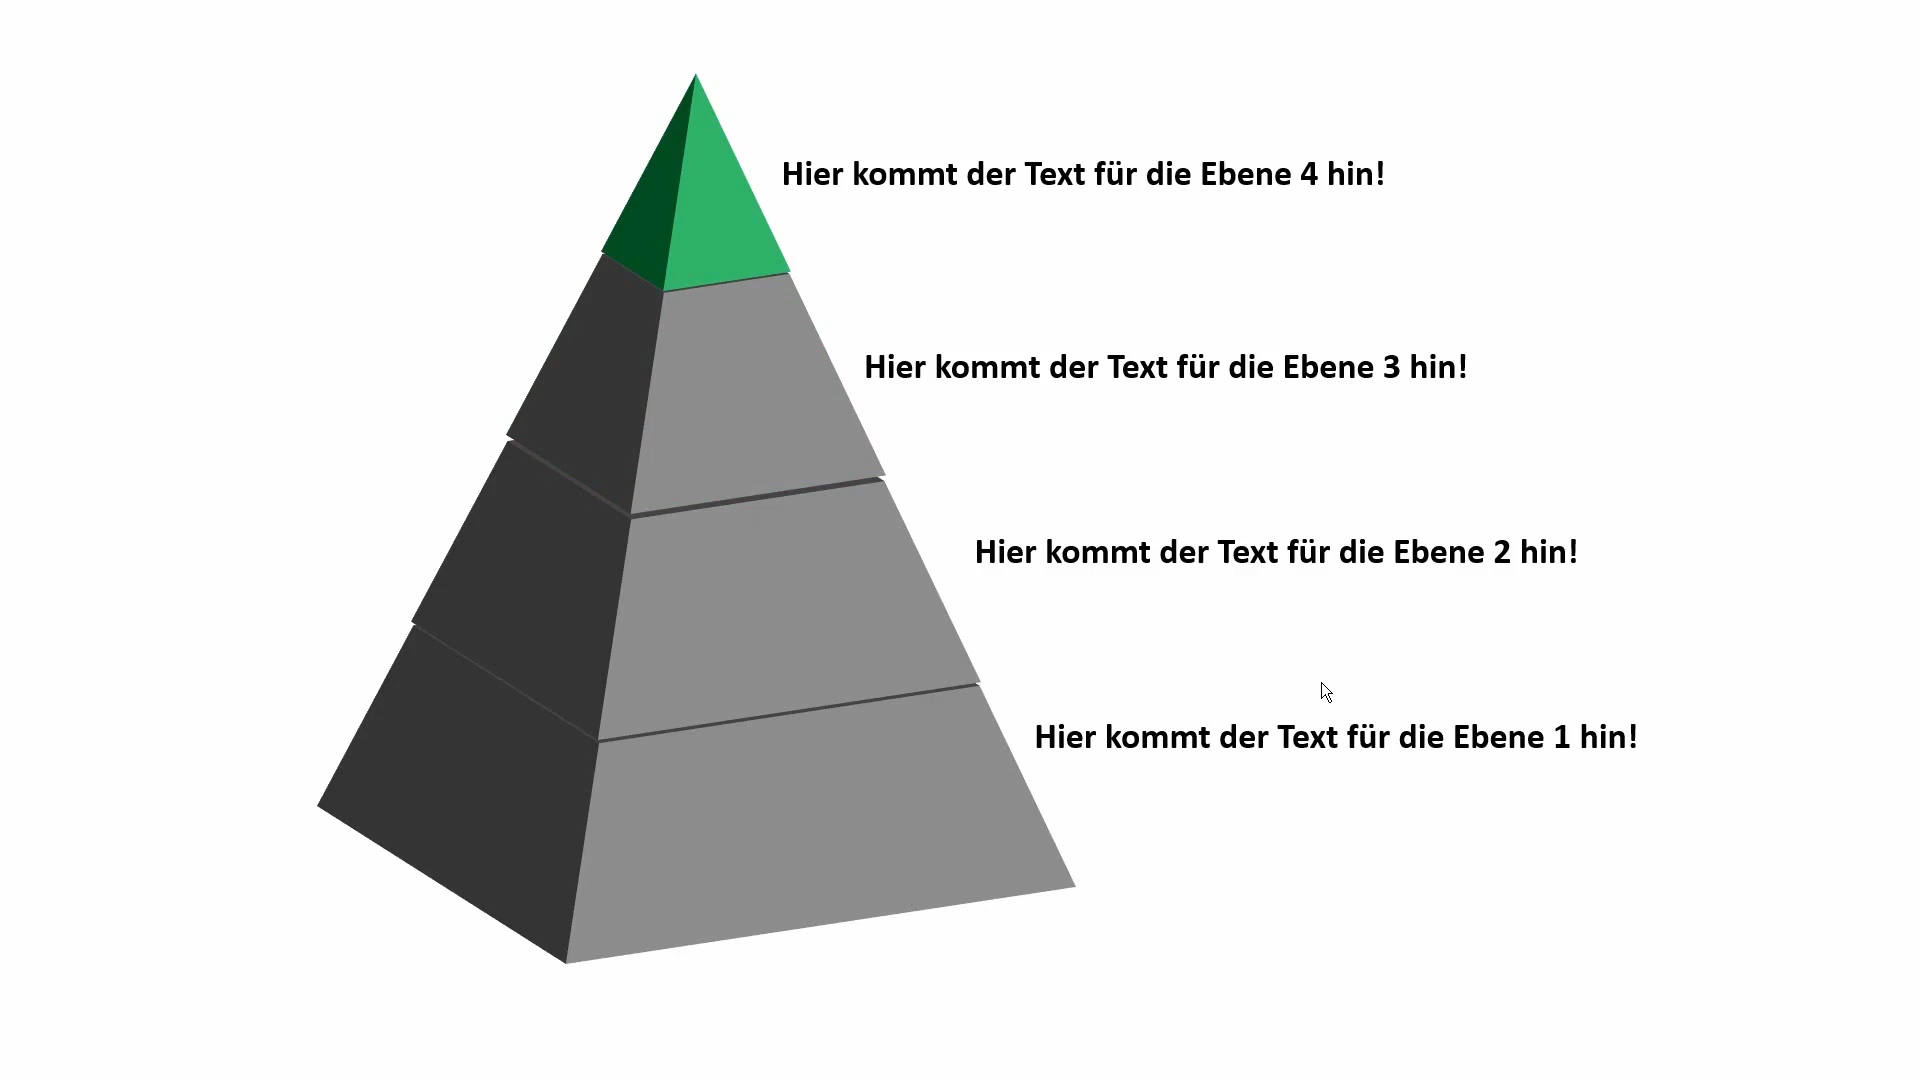 Hier kommt der Text für die Ebene 4 hin!
Hier kommt der Text für die Ebene 3 hin!
Hier kommt der Text für die Ebene 2 hin!
Hier kommt der Text für die Ebene 1 hin!